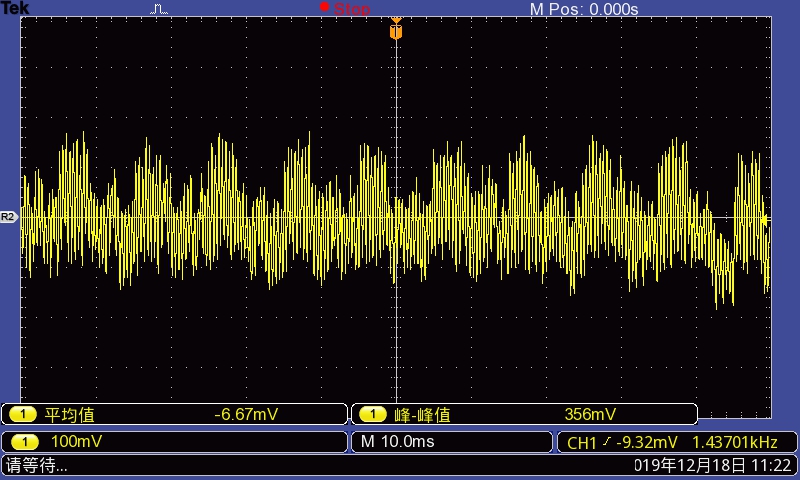 Tek Stop M Pos: 0.000s
T
R2
1 平均值 -6.67mV 1 峰-峰值 356mV
1 100mV M 10.0ms CH1 -9.32mV 1.43701kHz
请等待... 019年12月18日 11:22